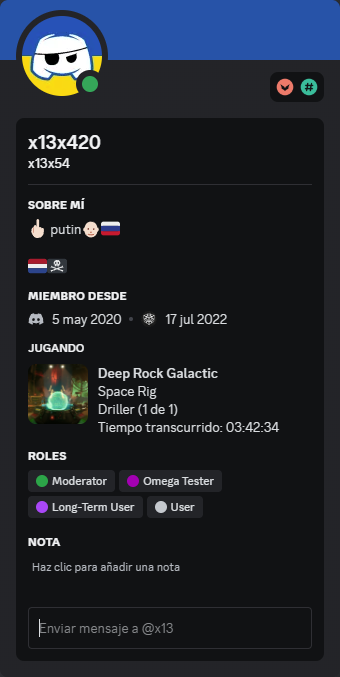 x13x420
x13x54
SOBRE MÍ
🖕🏻 putin👨🏻‍🦲🇷🇺
🇳🇱🏴‍☠️
MIEMBRO DESDE
5 may 2020 • 17 jul 2022
JUGANDO
Deep Rock Galactic
Space Rig
Driller (1 de 1)
Tiempo transcurrido: 03:42:34
ROLES
Moderator Omega Tester
Long-Term User User
NOTA
Haz clic para añadir una nota
Enviar mensaje a @x13